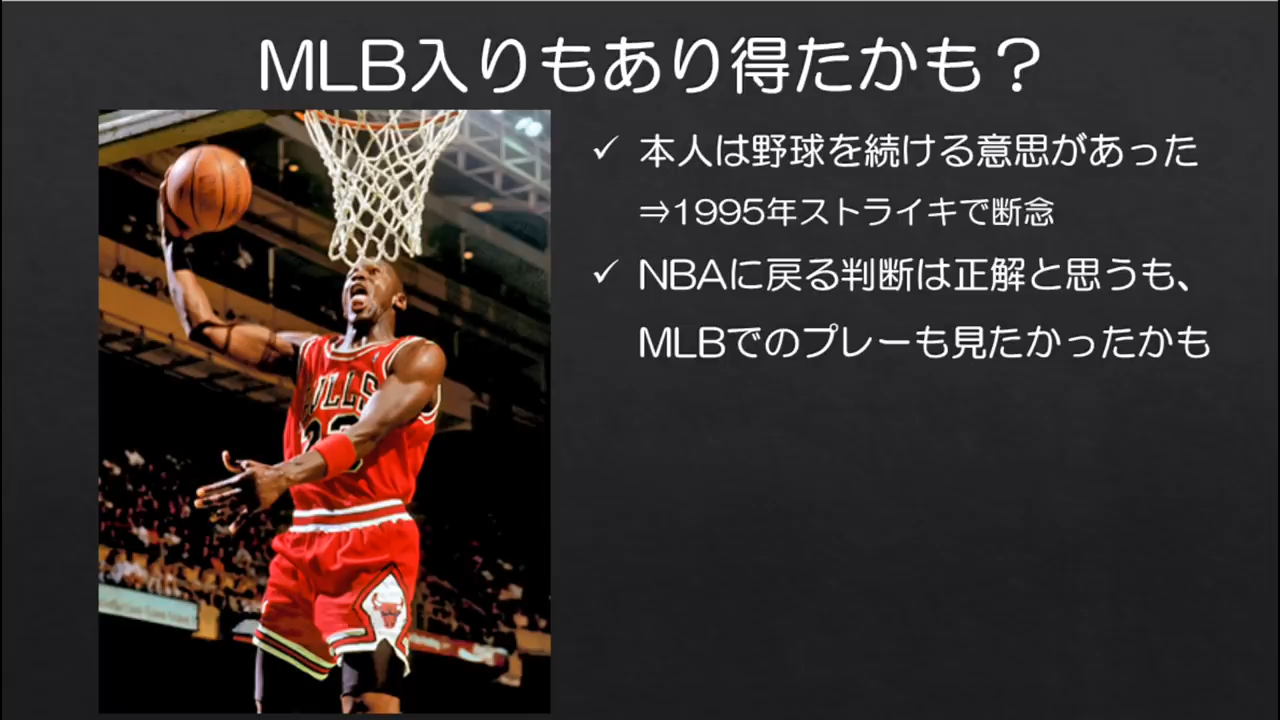 MLB入りもあり得たかも？
✓ 本人は野球を続ける意思があった
⇒1995年ストライキで断念
✓ NBAに戻る判断は正解と思うも、
MLBでのプレーも見たかったかも
BULLS
23